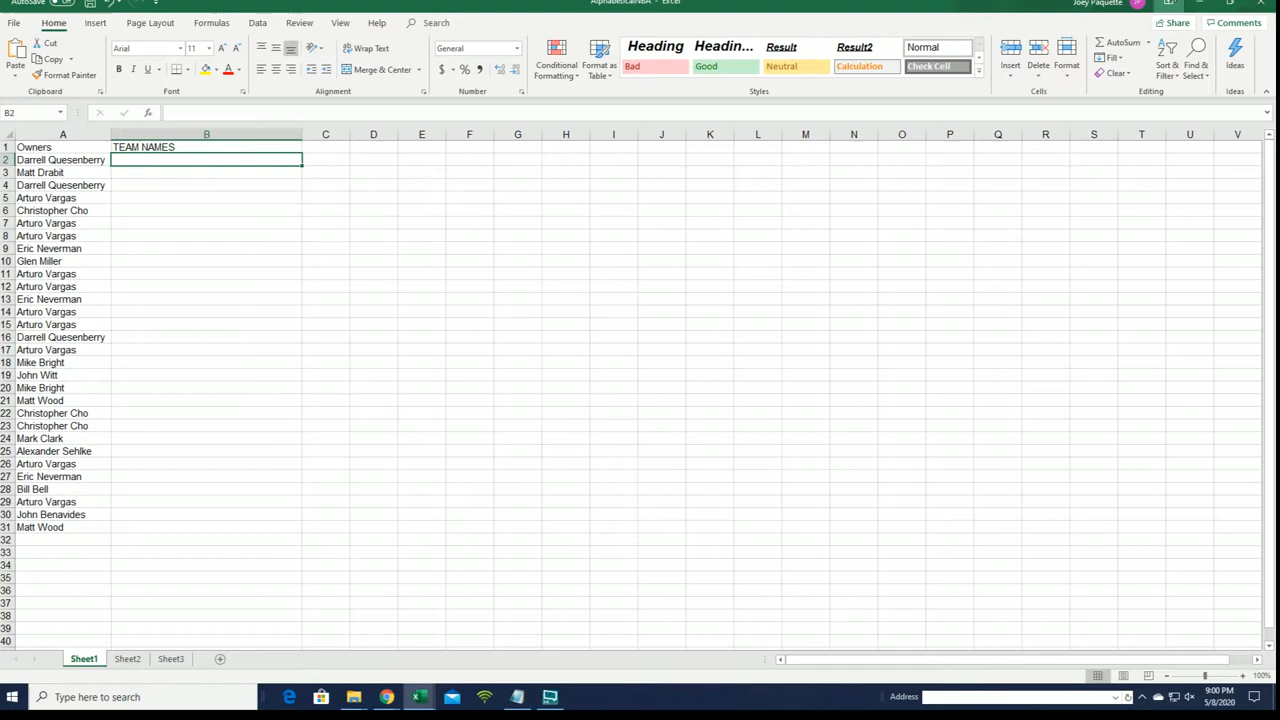 AutoSave Off AlphabeticalNBA - Excel Joey Paquette JP
File Home Insert Page Layout Formulas Data Review View Help Search Share Comments
Paste Cut Copy Format Painter
Arial 11 A A B I U A
Wrap Text Merge & Center
General $ % ,
Conditional Formatting Format as Table
Heading Headin... Result Result2 Normal
Bad Good Neutral Calculation Check Cell
Insert Delete Format
AutoSum Fill Clear Sort & Filter Find & Select Ideas
Clipboard Font Alignment Number Styles Cells Editing Ideas
B2 fx
A B C D E F G H I J K L M N O P Q R S T U V
1 Owners TEAM NAMES
2 Darrell Quesenberry
3 Matt Drabit
4 Darrell Quesenberry
5 Arturo Vargas
6 Christopher Cho
7 Arturo Vargas
8 Arturo Vargas
9 Eric Neverman
10 Glen Miller
11 Arturo Vargas
12 Arturo Vargas
13 Eric Neverman
14 Arturo Vargas
15 Arturo Vargas
16 Darrell Quesenberry
17 Arturo Vargas
18 Mike Bright
19 John Witt
20 Mike Bright
21 Matt Wood
22 Christopher Cho
23 Christopher Cho
24 Mark Clark
25 Alexander Sehlke
26 Arturo Vargas
27 Eric Neverman
28 Bill Bell
29 Arturo Vargas
30 John Benavides
31 Matt Wood
32
33
34
35
36
37
38
39
40
Sheet1 Sheet2 Sheet3
100%
Type here to search Address 9:00 PM
5/8/2020